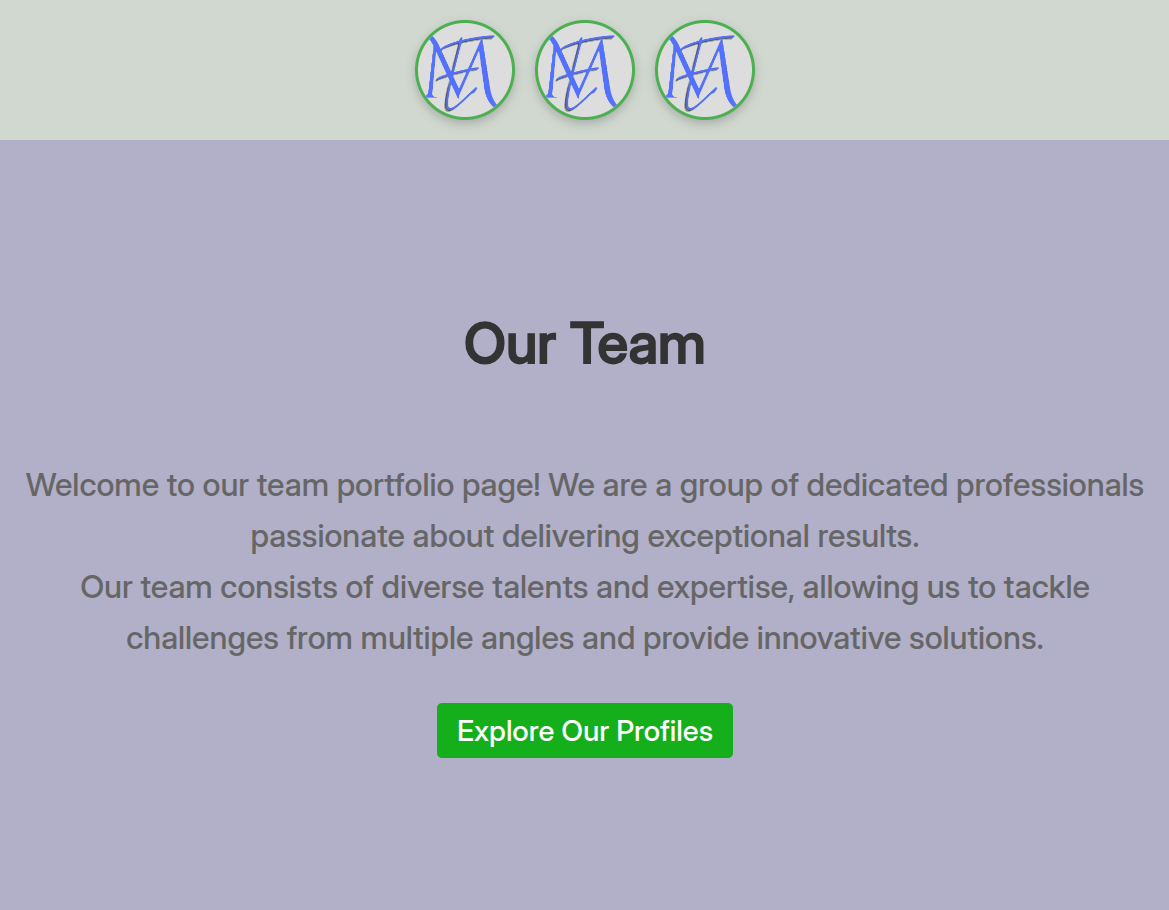 Our Team
Welcome to our team portfolio page! We are a group of dedicated professionals
passionate about delivering exceptional results.
Our team consists of diverse talents and expertise, allowing us to tackle
challenges from multiple angles and provide innovative solutions.
Explore Our Profiles